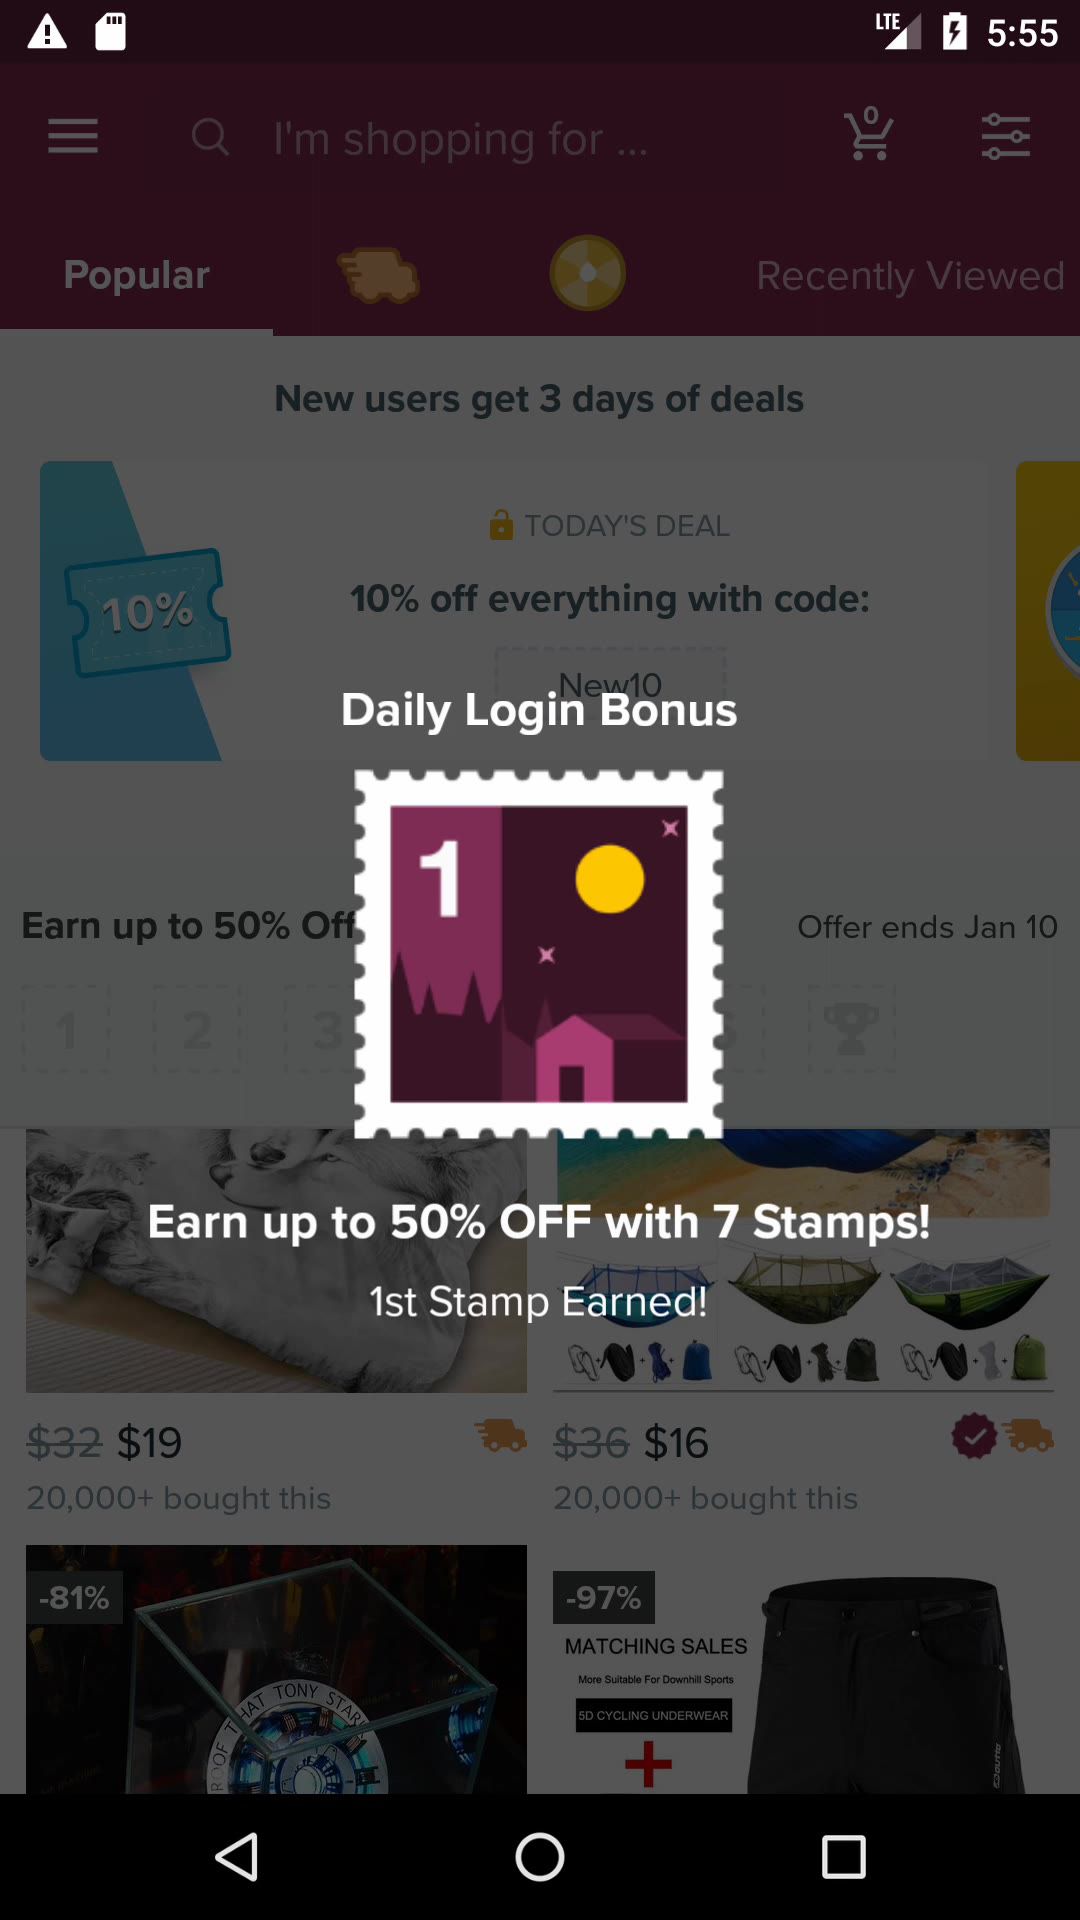 LTE 5:55
0
I'm shopping for ...
Popular
Recently Viewed
New users get 3 days of deals
TODAY'S DEAL
10%
10% off everything with code:
New10
Daily Login Bonus
1
Earn up to 50% Off
Offer ends Jan 10
1 2 3
Earn up to 50% OFF with 7 Stamps!
1st Stamp Earned!
$32 $19
20,000+ bought this
$36 $16
20,000+ bought this
-81%
PROOF THAT TONY STAR
-97%
MATCHING SALES
More Suitable For Downhill Sports
5D CYCLING UNDERWEAR